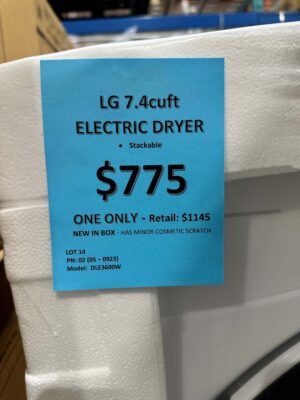 LG 7.4cuft
ELECTRIC DRYER
• Stackable
$775
ONE ONLY - Retail: $1145
NEW IN BOX - HAS MINOR COSMETIC SCRATCH
LOT 14
PN: 02 (05 – 0923)
Model: DLE3600W